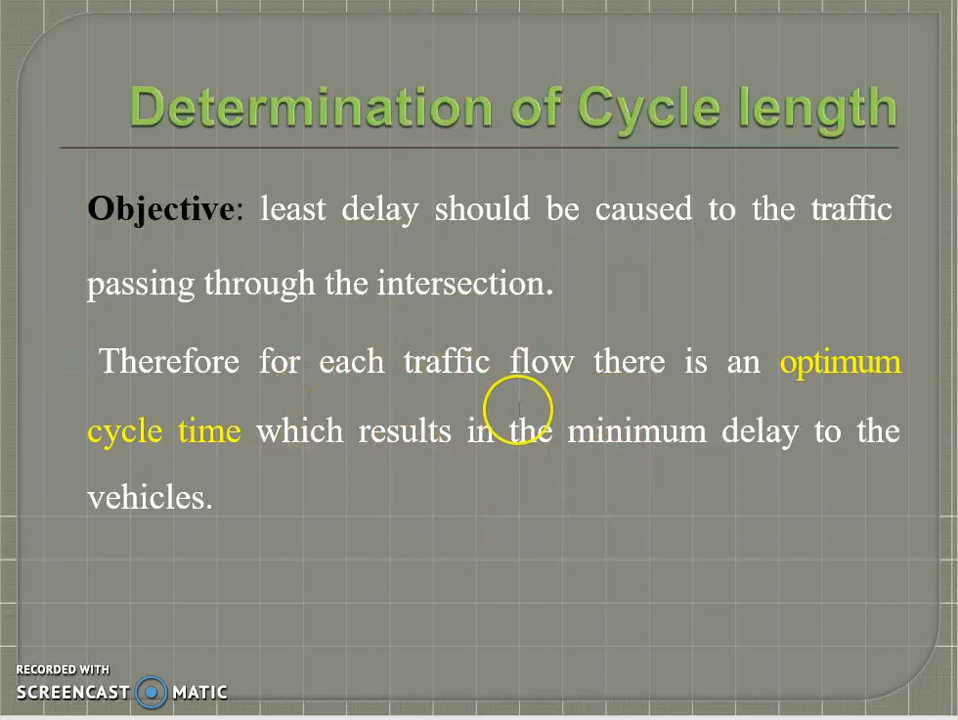 Determination of Cycle length
Objective: least delay should be caused to the traffic
passing through the intersection.
Therefore for each traffic flow there is an optimum
cycle time which results in the minimum delay to the
vehicles.
RECORDED WITH
SCREENCAST MATIC